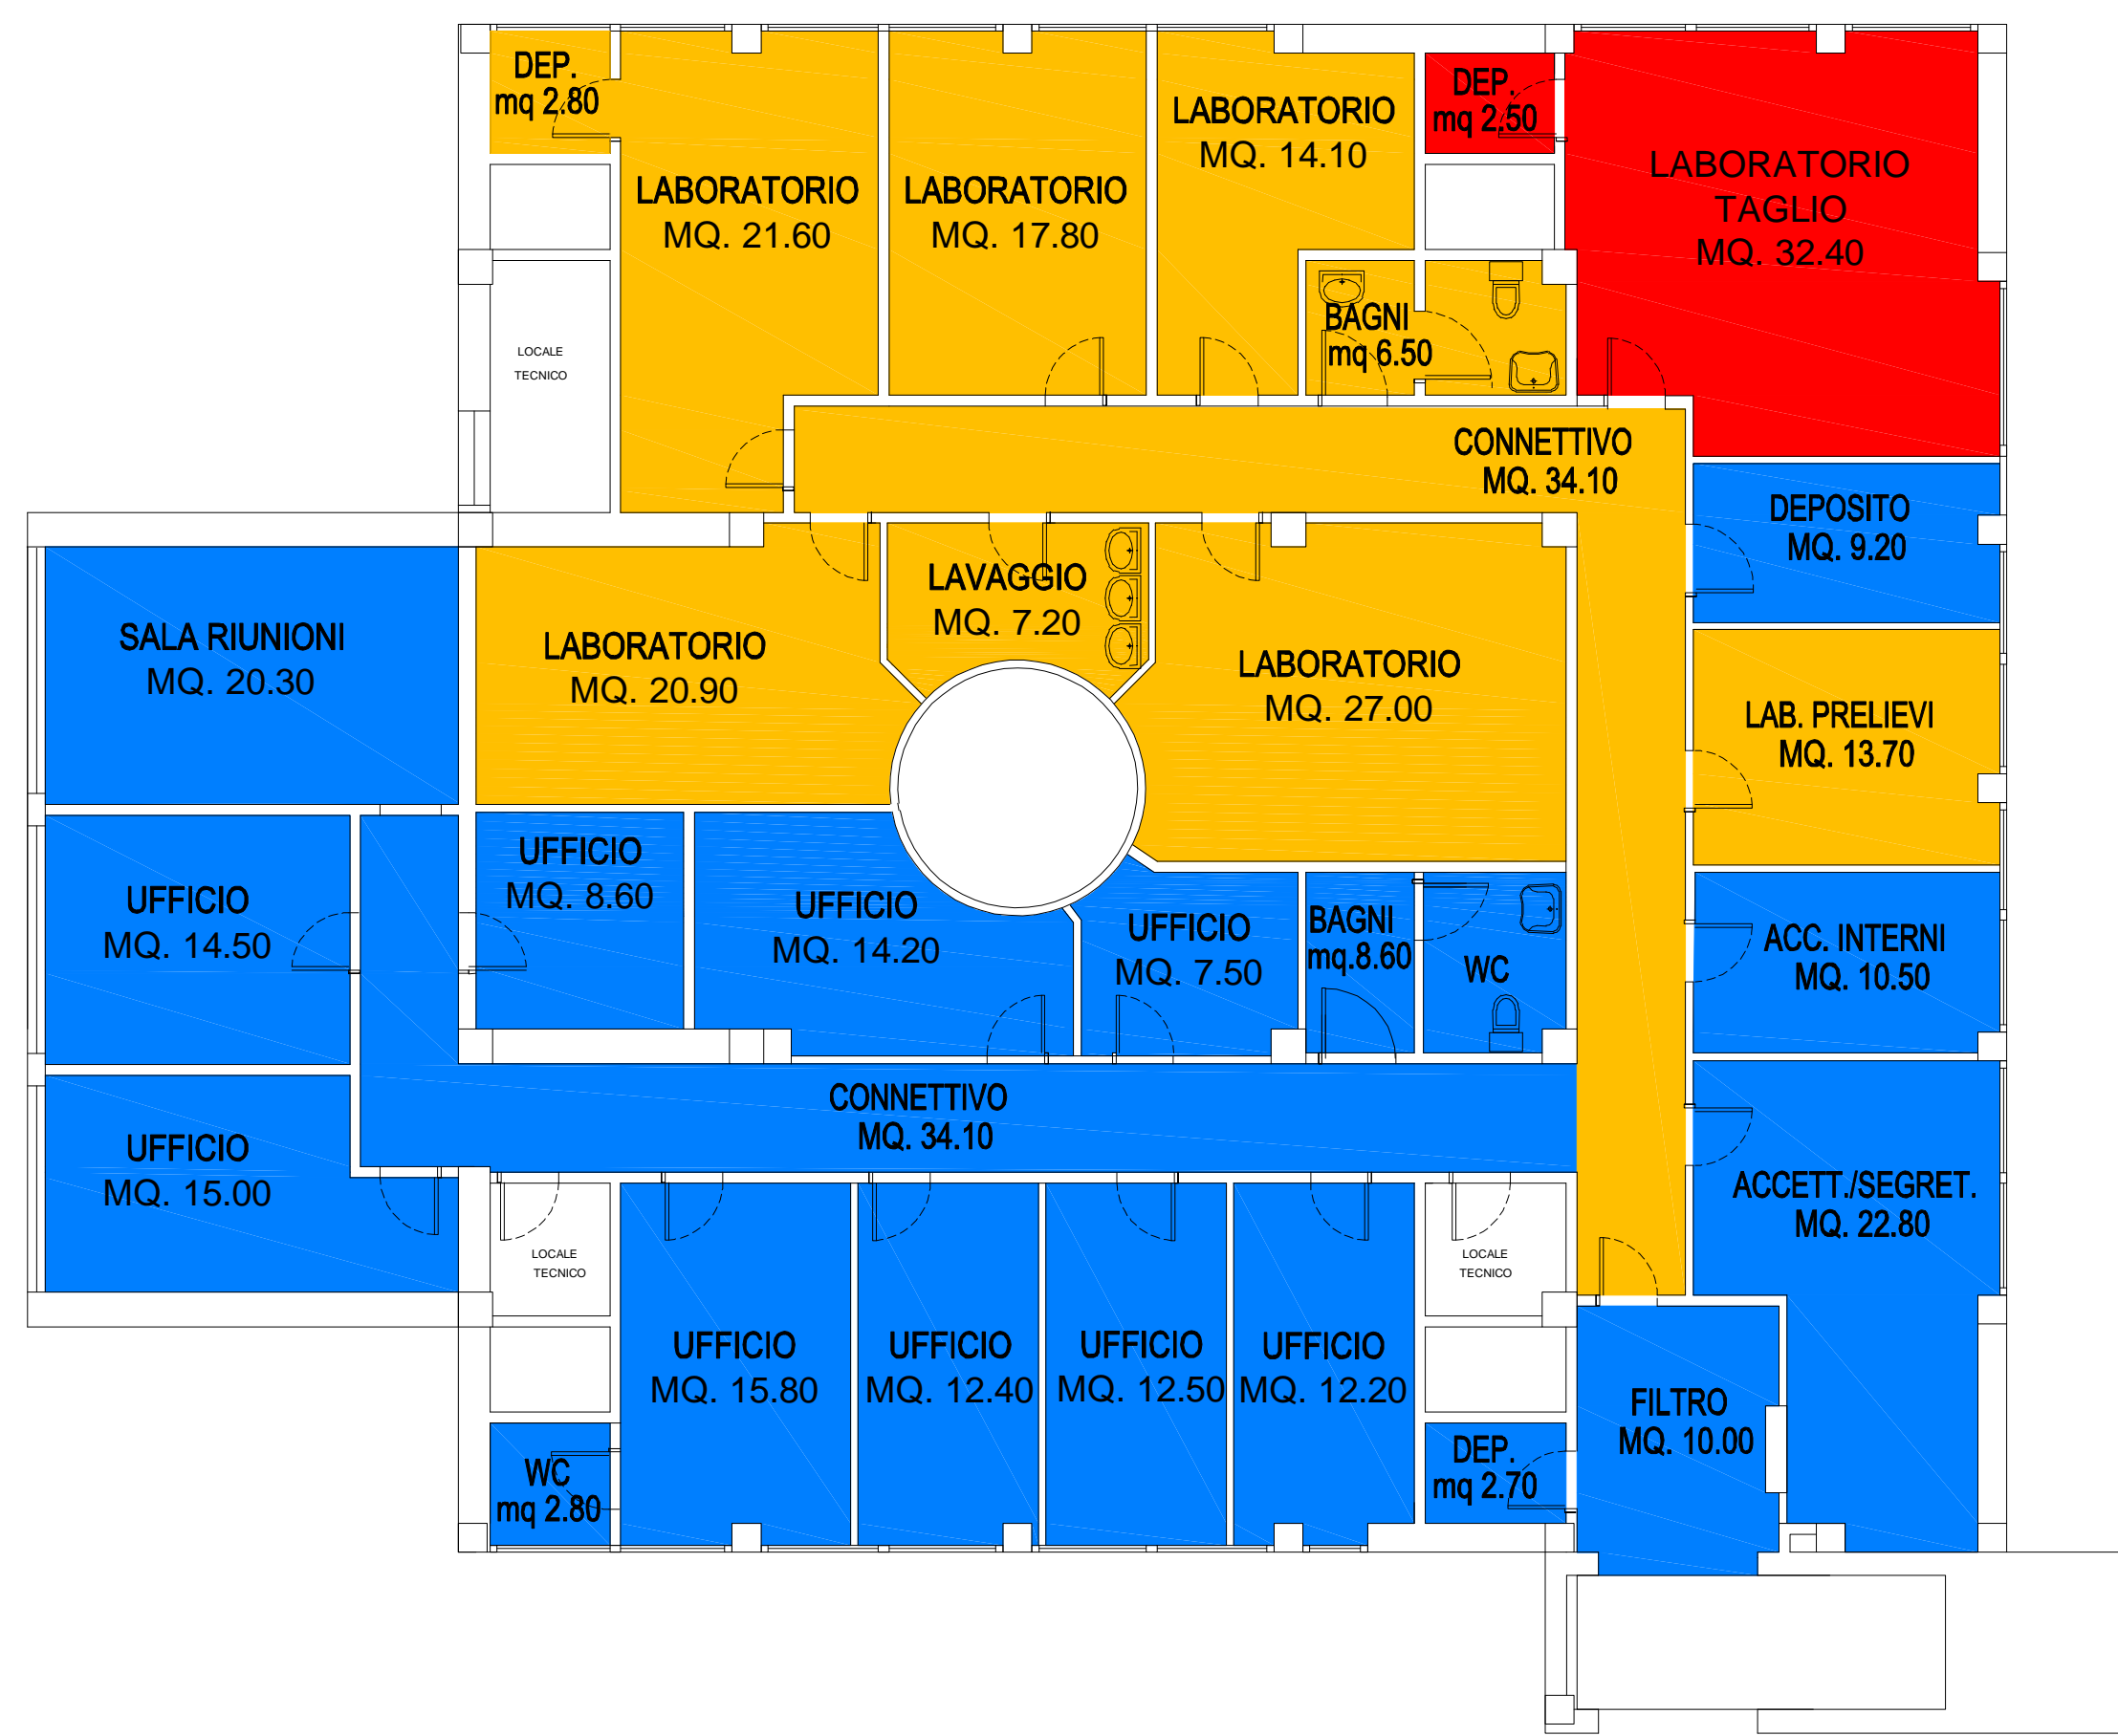 DEP.
mq 2.80
LABORATORIO
MQ. 21.60
LABORATORIO
MQ. 17.80
LABORATORIO
MQ. 14.10
DEP.
mq 2.50
LABORATORIO
TAGLIO
MQ. 32.40
BAGNI
mq 6.50
LOCALE
TECNICO
CONNETTIVO
MQ. 34.10
DEPOSITO
MQ. 9.20
SALA RIUNIONI
MQ. 20.30
LABORATORIO
MQ. 20.90
LAVAGGIO
MQ. 7.20
LABORATORIO
MQ. 27.00
LAB. PRELIEVI
MQ. 13.70
UFFICIO
MQ. 14.50
UFFICIO
MQ. 8.60
UFFICIO
MQ. 14.20
UFFICIO
MQ. 7.50
BAGNI
mq.8.60
WC
ACC. INTERNI
MQ. 10.50
UFFICIO
MQ. 15.00
CONNETTIVO
MQ. 34.10
ACCETT./SEGRET.
MQ. 22.80
LOCALE
TECNICO
LOCALE
TECNICO
UFFICIO
MQ. 15.80
UFFICIO
MQ. 12.40
UFFICIO
MQ. 12.50
UFFICIO
MQ. 12.20
FILTRO
MQ. 10.00
WC
mq 2.80
DEP.
mq 2.70